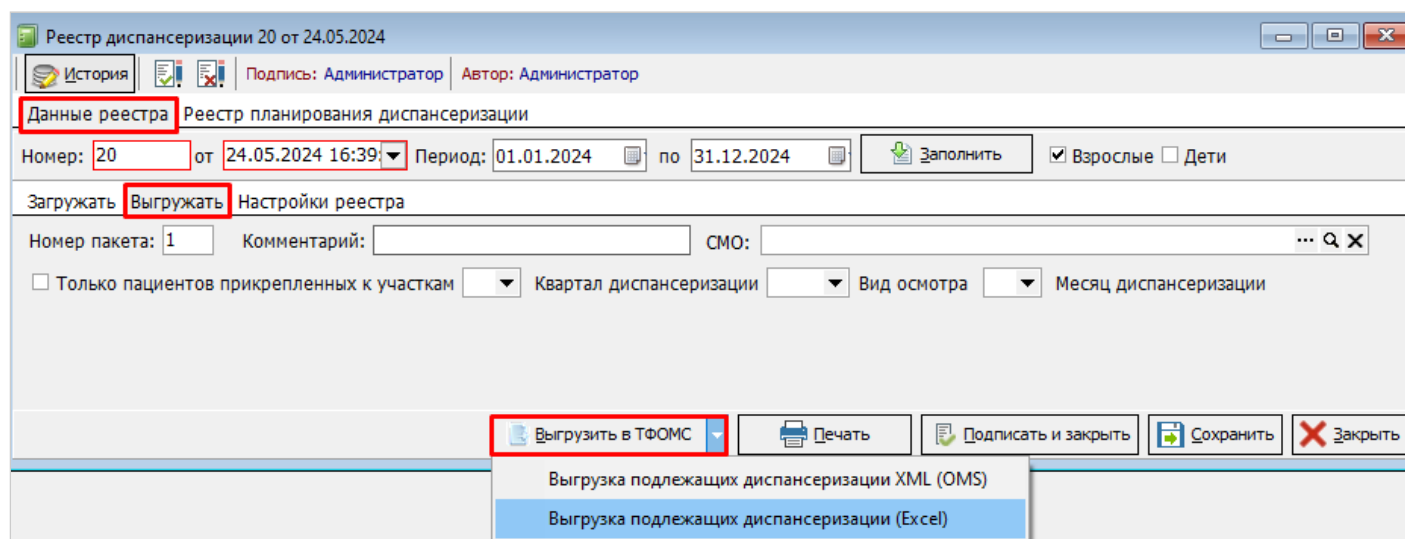 Реестр диспансеризации 20 от 24.05.2024
История Подпись: Администратор Автор: Администратор
Данные реестра Реестр планирования диспансеризации
Номер: 20 от 24.05.2024 16:39: Период: 01.01.2024 по 31.12.2024 Заполнить Взрослые Дети
Загружать Выгружать Настройки реестра
Номер пакета: 1 Комментарий: СМО:
Только пациентов прикрепленных к участкам Квартал диспансеризации Вид осмотра Месяц диспансеризации
Выгрузить в ТФОМС Печать Подписать и закрыть Сохранить Закрыть
Выгрузка подлежащих диспансеризации XML (OMS)
Выгрузка подлежащих диспансеризации (Excel)